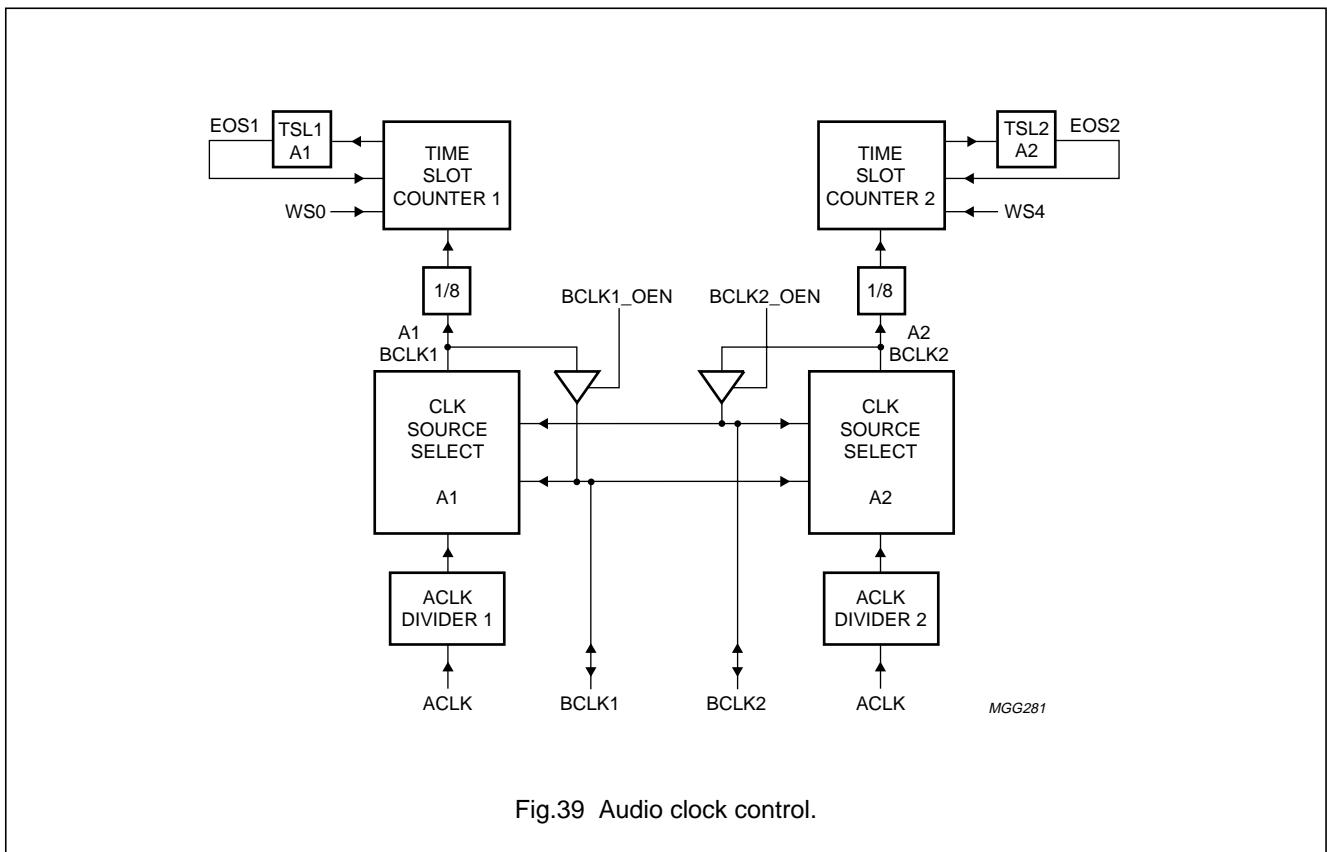 EOS1
TSL1
A1
TIME
SLOT
COUNTER 1
WS0
TIME
SLOT
COUNTER 2
TSL2
A2
EOS2
WS4
1/8
BCLK1_OEN
BCLK2_OEN
1/8
A1
BCLK1
A2
BCLK2
CLK
SOURCE
SELECT
A1
CLK
SOURCE
SELECT
A2
ACLK
DIVIDER 1
ACLK
DIVIDER 2
ACLK
BCLK1
BCLK2
ACLK
MGG281
Fig.39 Audio clock control.